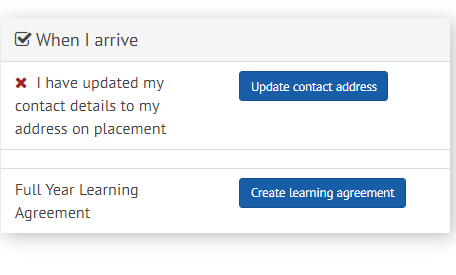 When I arrive
I have updated my
contact details to my
address on placement
Update contact address
Full Year Learning
Agreement
Create learning agreement